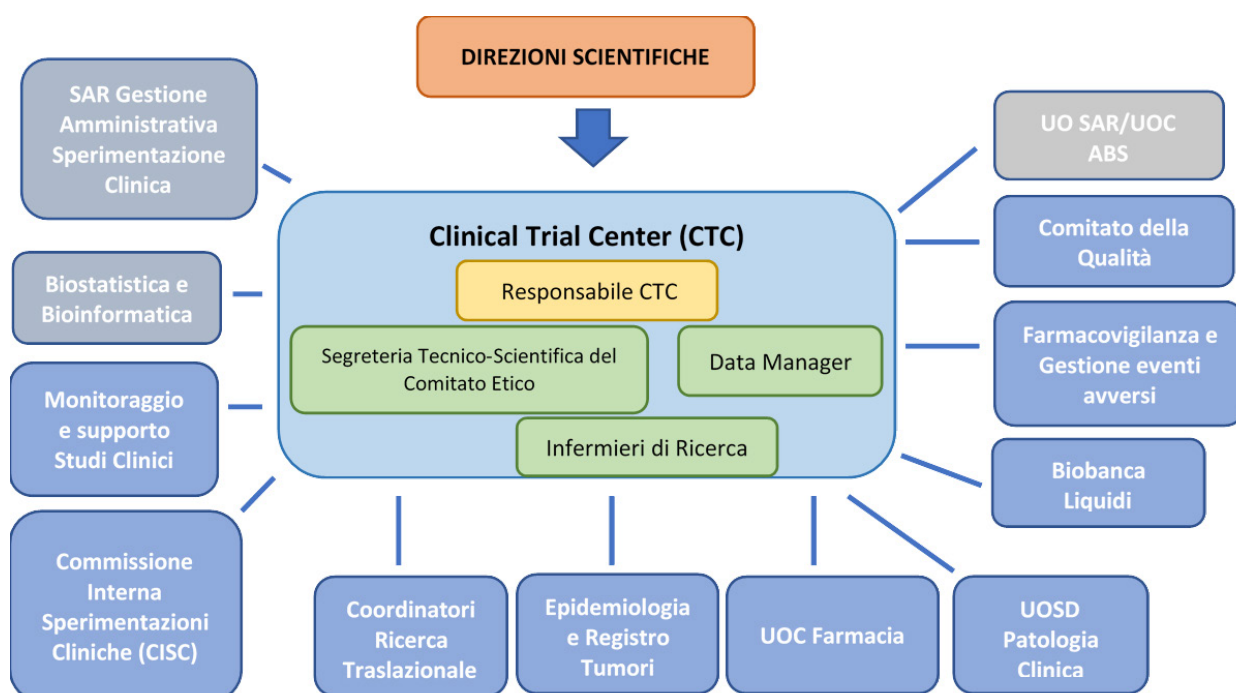 DIREZIONI SCIENTIFICHE
SAR Gestione
Amministrativa
Sperimentazione
Clinica
UO SAR/UOC
ABS
Clinical Trial Center (CTC)
Responsabile CTC
Segreteria Tecnico-Scientifica del
Comitato Etico
Data Manager
Infermieri di Ricerca
Comitato della
Qualità
Biostatistica e
Bioinformatica
Farmacovigilanza e
Gestione eventi
avversi
Monitoraggio
e supporto
Studi Clinici
Biobanca
Liquidi
Commissione
Interna
Sperimentazioni
Cliniche (CISC)
Coordinatori
Ricerca
Traslazionale
Epidemiologia
e Registro
Tumori
UOC Farmacia
UOSD
Patologia
Clinica